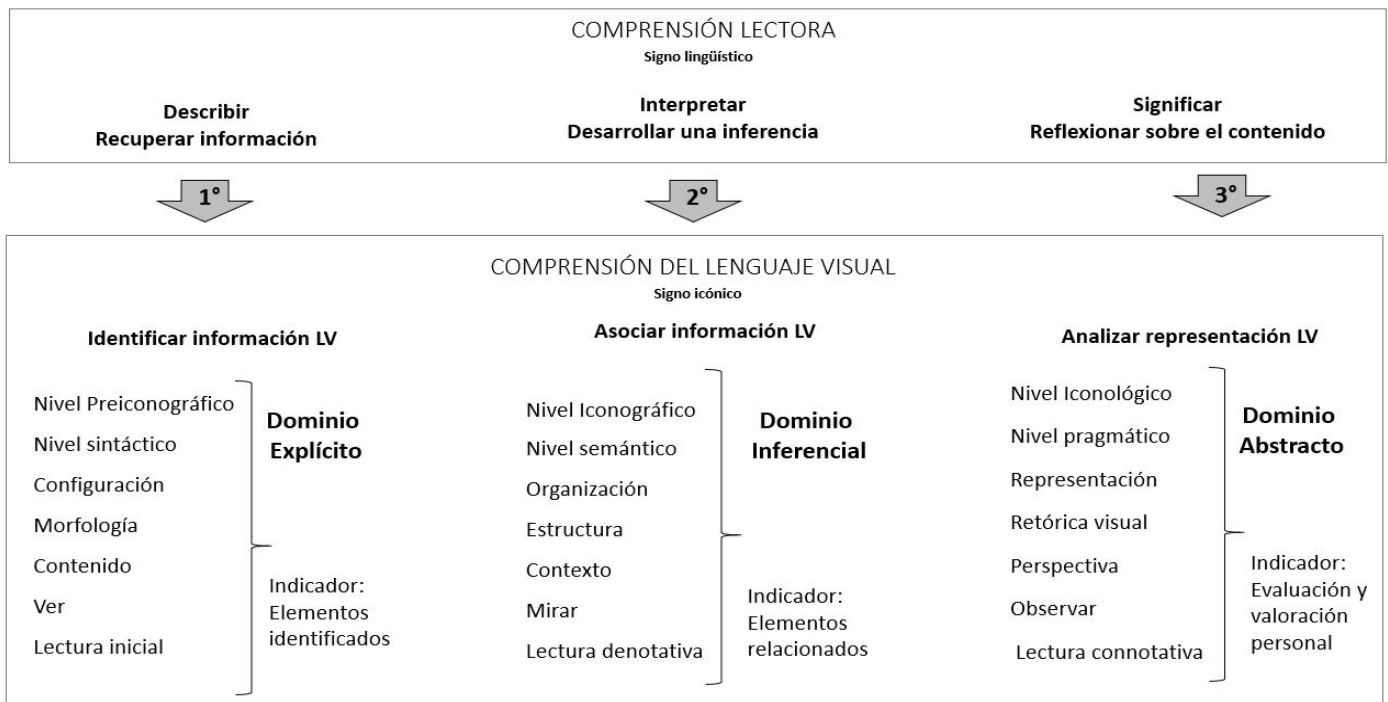 COMPRENSIÓN LECTORA
Signo lingüístico
Describir
Recuperar información
Interpretar
Desarrollar una inferencia
Significar
Reflexionar sobre el contenido
1°
2°
3°
COMPRENSIÓN DEL LENGUAJE VISUAL
Signo icónico
Identificar información LV
Nivel Preiconográfico
Nivel sintáctico
Configuración
Morfología
Contenido
Ver
Lectura inicial
Dominio
Explícito
Indicador:
Elementos
identificados
Asociar información LV
Nivel Iconográfico
Nivel semántico
Organización
Estructura
Contexto
Mirar
Lectura denotativa
Dominio
Inferencial
Indicador:
Elementos
relacionados
Analizar representación LV
Nivel Iconológico
Nivel pragmático
Representación
Retórica visual
Perspectiva
Observar
Lectura connotativa
Dominio
Abstracto
Indicador:
Evaluación y
valoración
personal